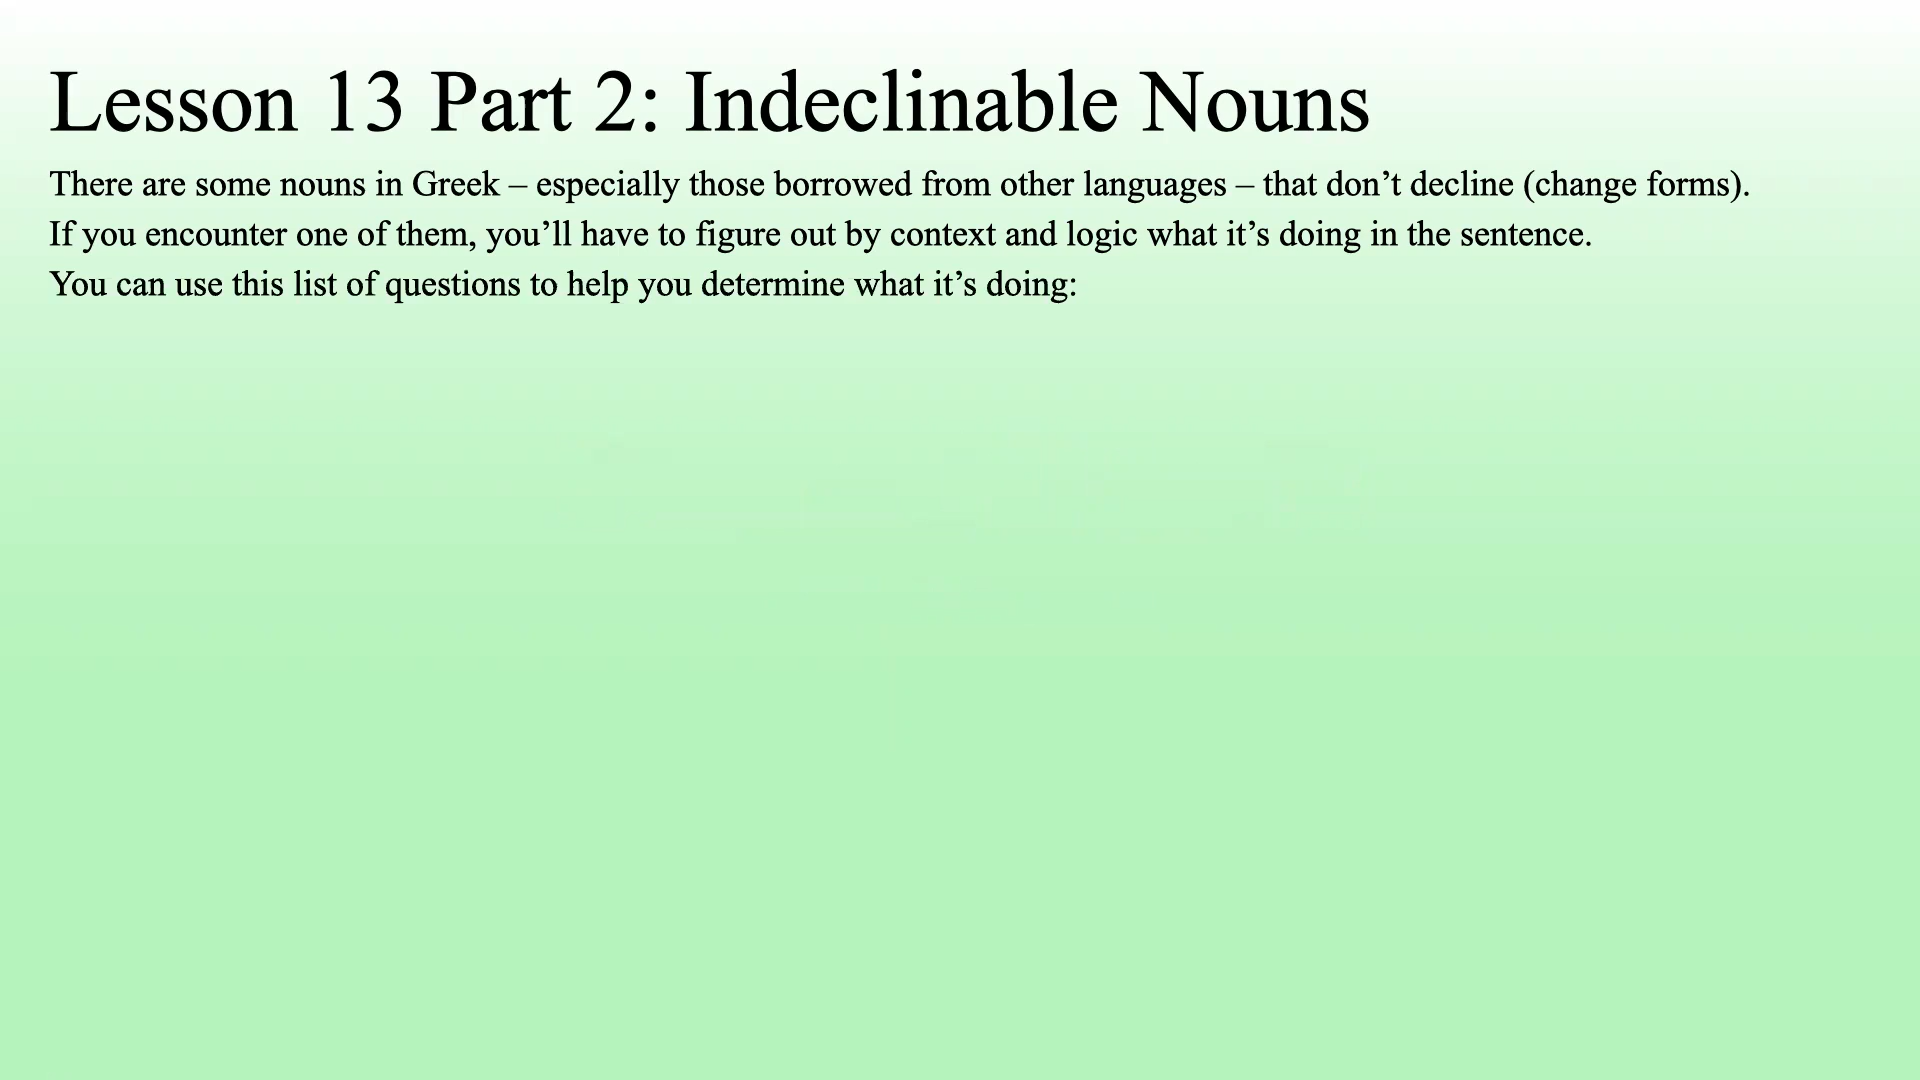 Lesson 13 Part 2: Indeclinable Nouns
There are some nouns in Greek – especially those borrowed from other languages – that don’t decline (change forms).
If you encounter one of them, you’ll have to figure out by context and logic what it’s doing in the sentence.
You can use this list of questions to help you determine what it’s doing: